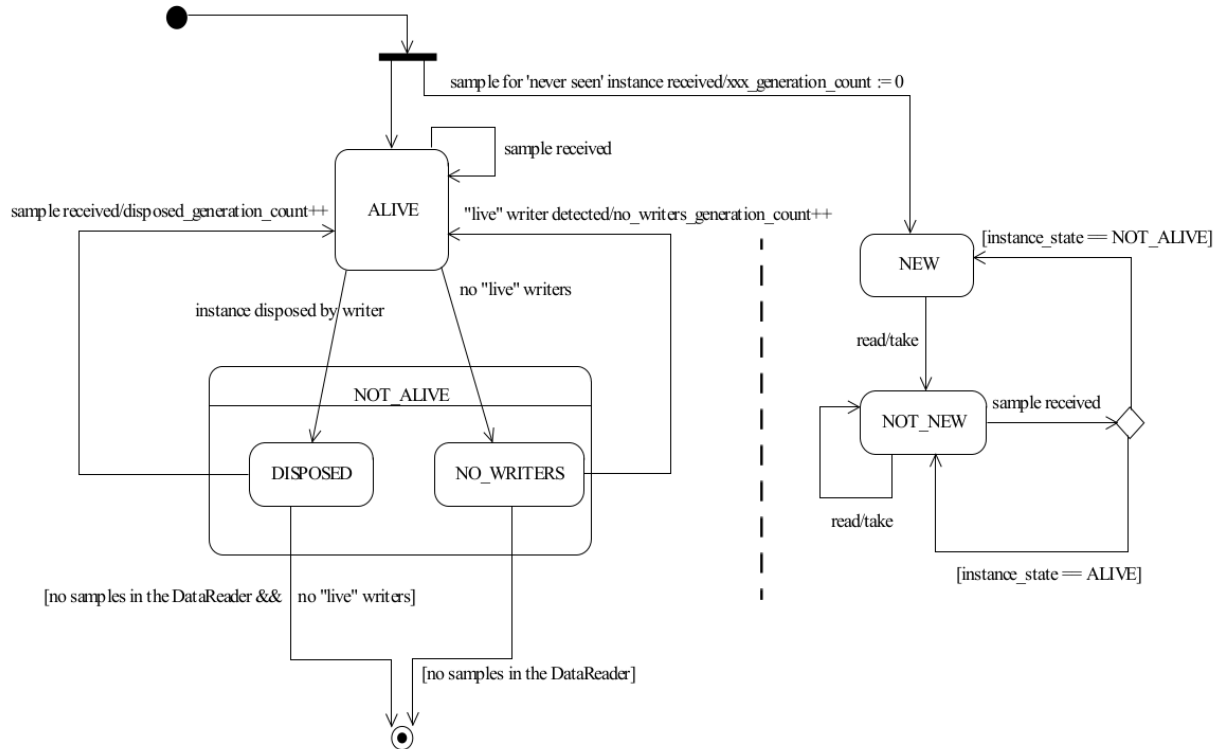 sample for 'never seen' instance received/xxx_generation_count := 0
sample received
ALIVE
sample received/disposed_generation_count++
"live" writer detected/no_writers_generation_count++
[instance_state == NOT_ALIVE]
NEW
no "live" writers
instance disposed by writer
read/take
NOT_ALIVE
sample received
NOT_NEW
DISPOSED
NO_WRITERS
read/take
[instance_state == ALIVE]
[no samples in the DataReader && no "live" writers]
[no samples in the DataReader]